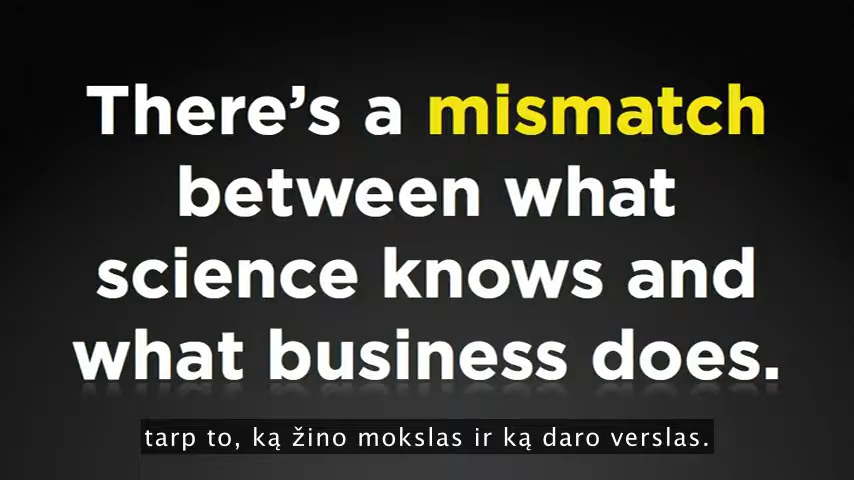 There's a mismatch
between what
science knows and
what business does.
tarp to, ką žino mokslas ir ką daro verslas.